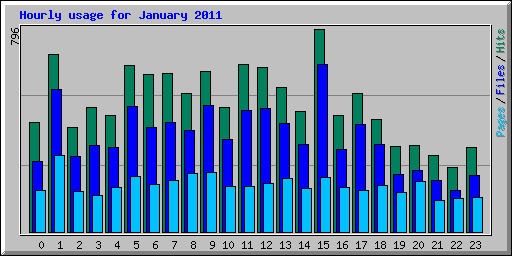 Hourly usage for January 2011
796
Pages / Files / Hits
0 1 2 3 4 5 6 7 8 9 10 11 12 13 14 15 16 17 18 19 20 21 22 23